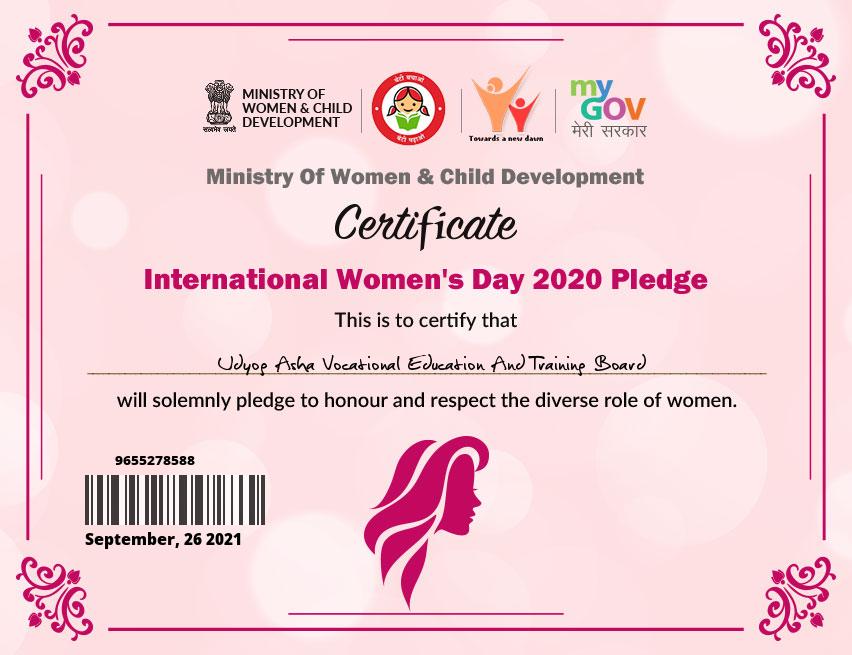 MINISTRY OF
WOMEN & CHILD
DEVELOPMENT
सत्यमेव जयते
बेटी बचाओ
बेटी पढ़ाओ
Towards a new dawn
my
GOV
मेरी सरकार
Ministry Of Women & Child Development
Certificate
International Women's Day 2020 Pledge
This is to certify that
Udyog Asha Vocational Education And Training Board
will solemnly pledge to honour and respect the diverse role of women.
9655278588
September, 26 2021